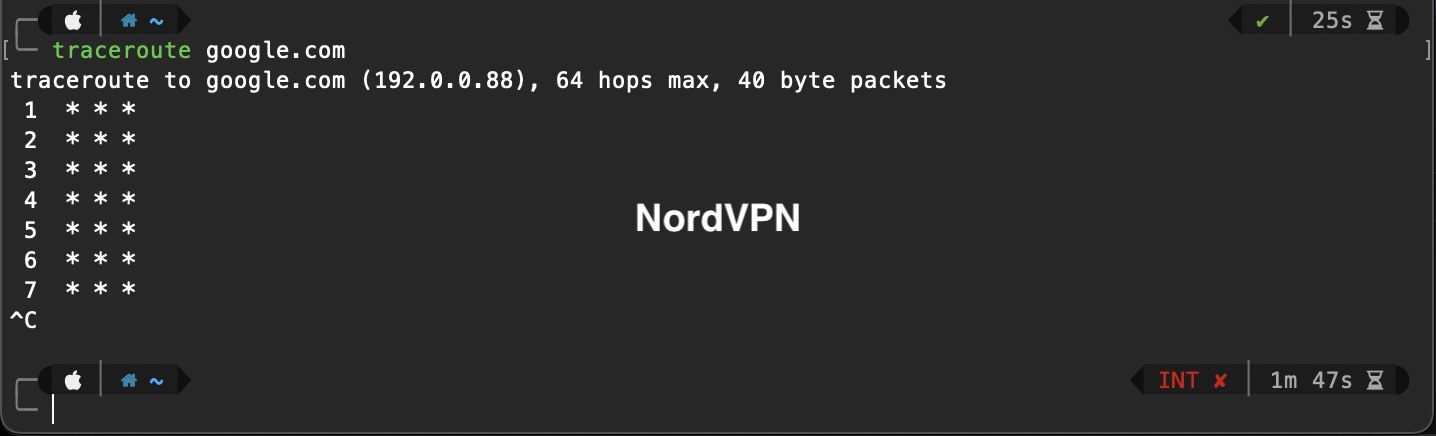 ~ ✔ 25s
traceroute google.com
traceroute to google.com (192.0.0.88), 64 hops max, 40 byte packets
1 * * *
2 * * *
3 * * *
4 * * *
5 * * *
NordVPN
6 * * *
7 * * *
^C
~ INT ✘ 1m 47s